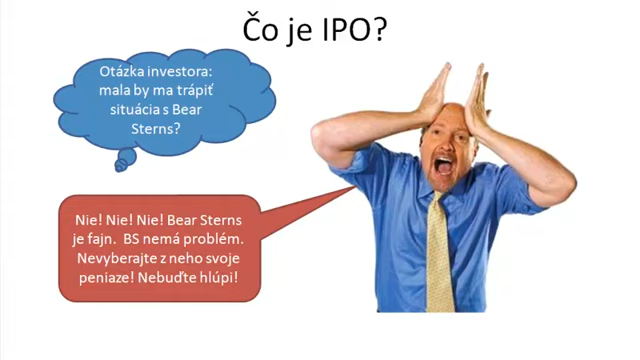 Čo je IPO?
Otázka investora:
mala by ma trápiť
situácia s Bear
Sterns?
Nie! Nie! Nie! Bear Sterns
je fajn. BS nemá problém.
Nevyberajte z neho svoje
peniaze! Nebuďte hlúpi!